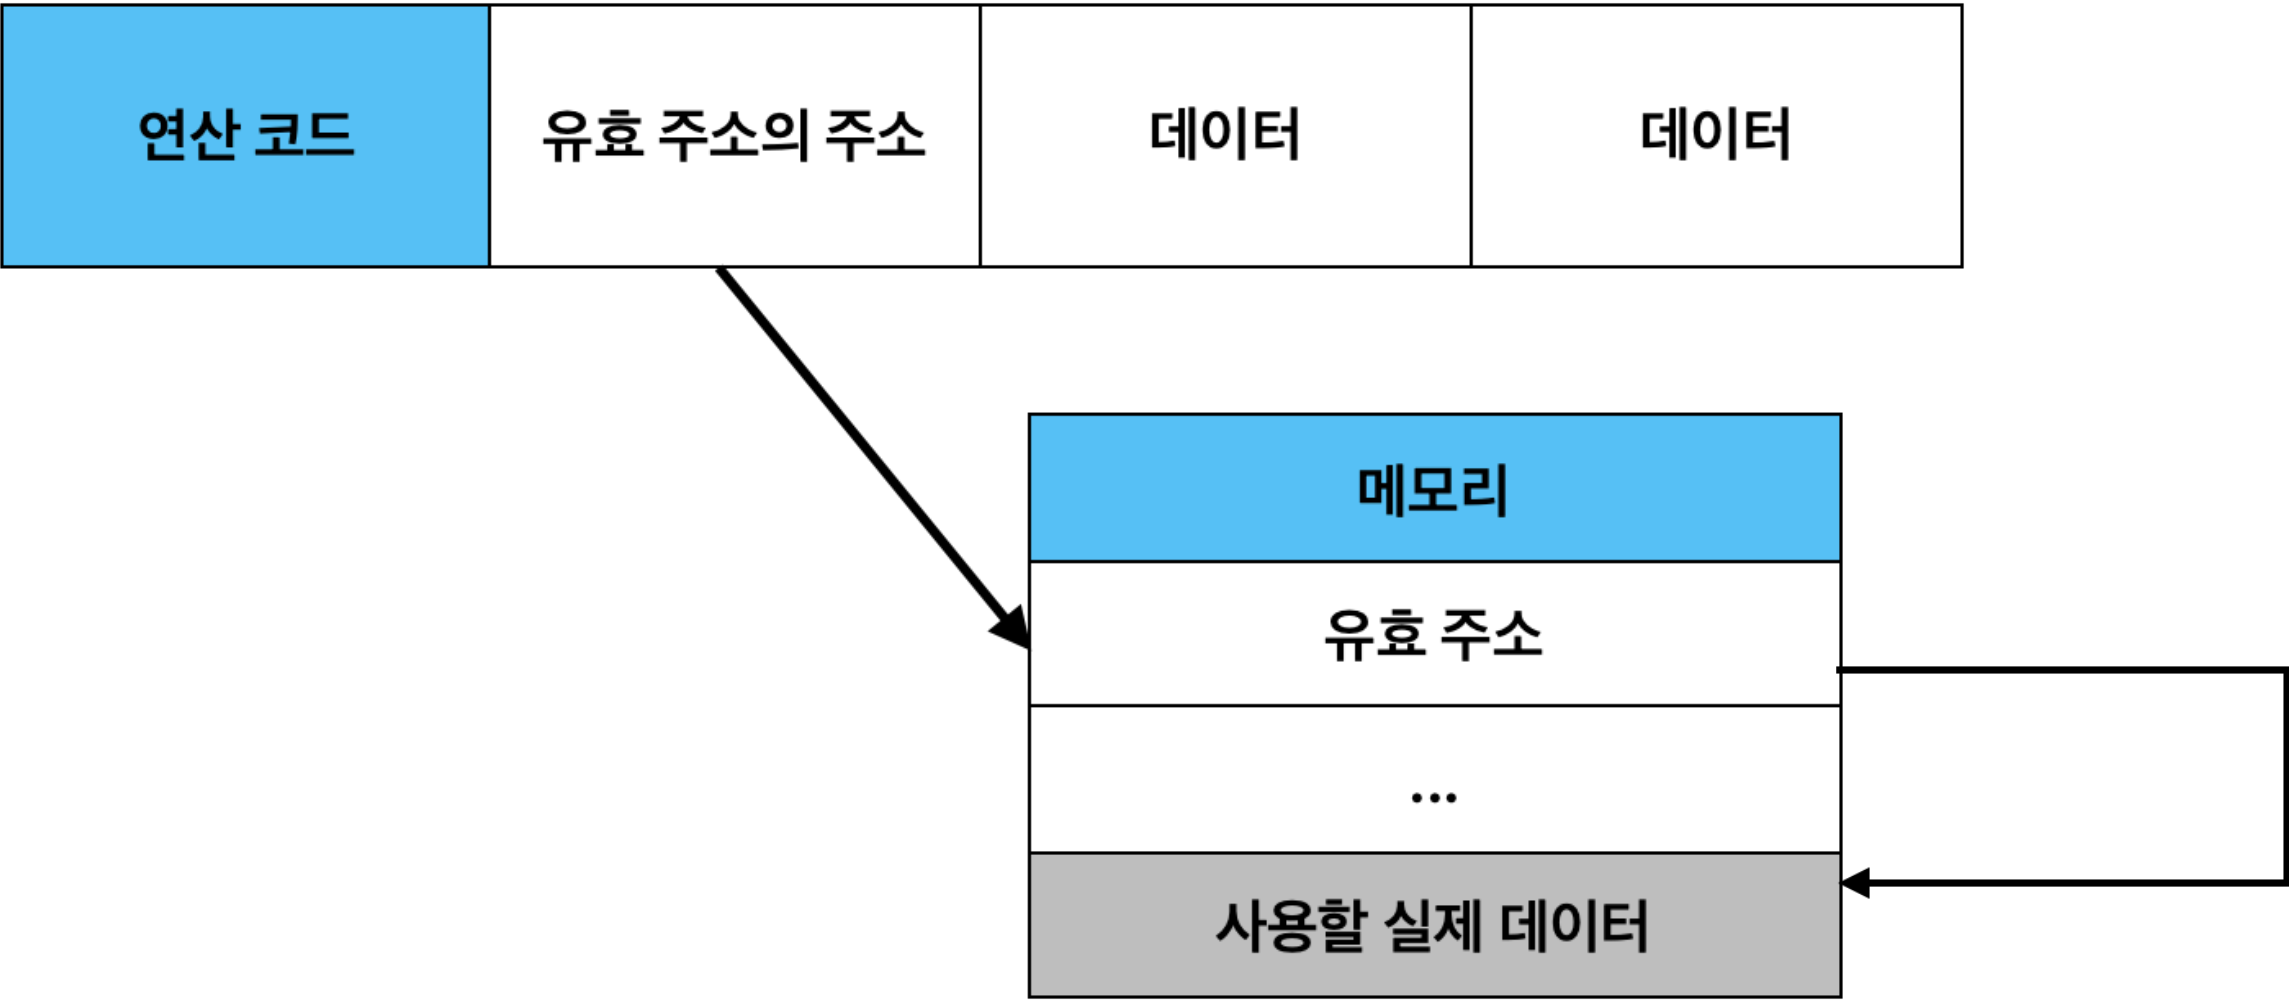 연산 코드
유효 주소의 주소
데이터
데이터
메모리
유효 주소
...
사용할 실제 데이터